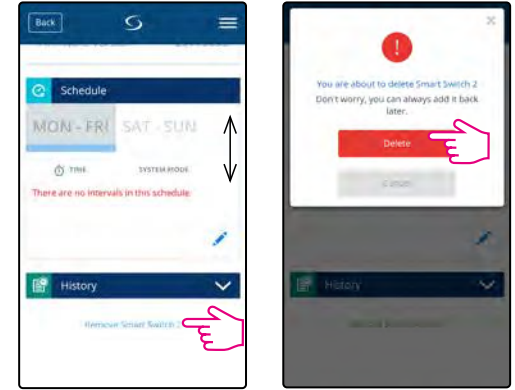 Back
Schedule
MON - FRI SAT - SUN
TIME SYSTEM MODE
There are no intervals in this schedule.
History
Remove Smart Switch 2
You are about to delete Smart Switch 2
Don't worry, you can always add it back
later.
Delete
Cancel
History